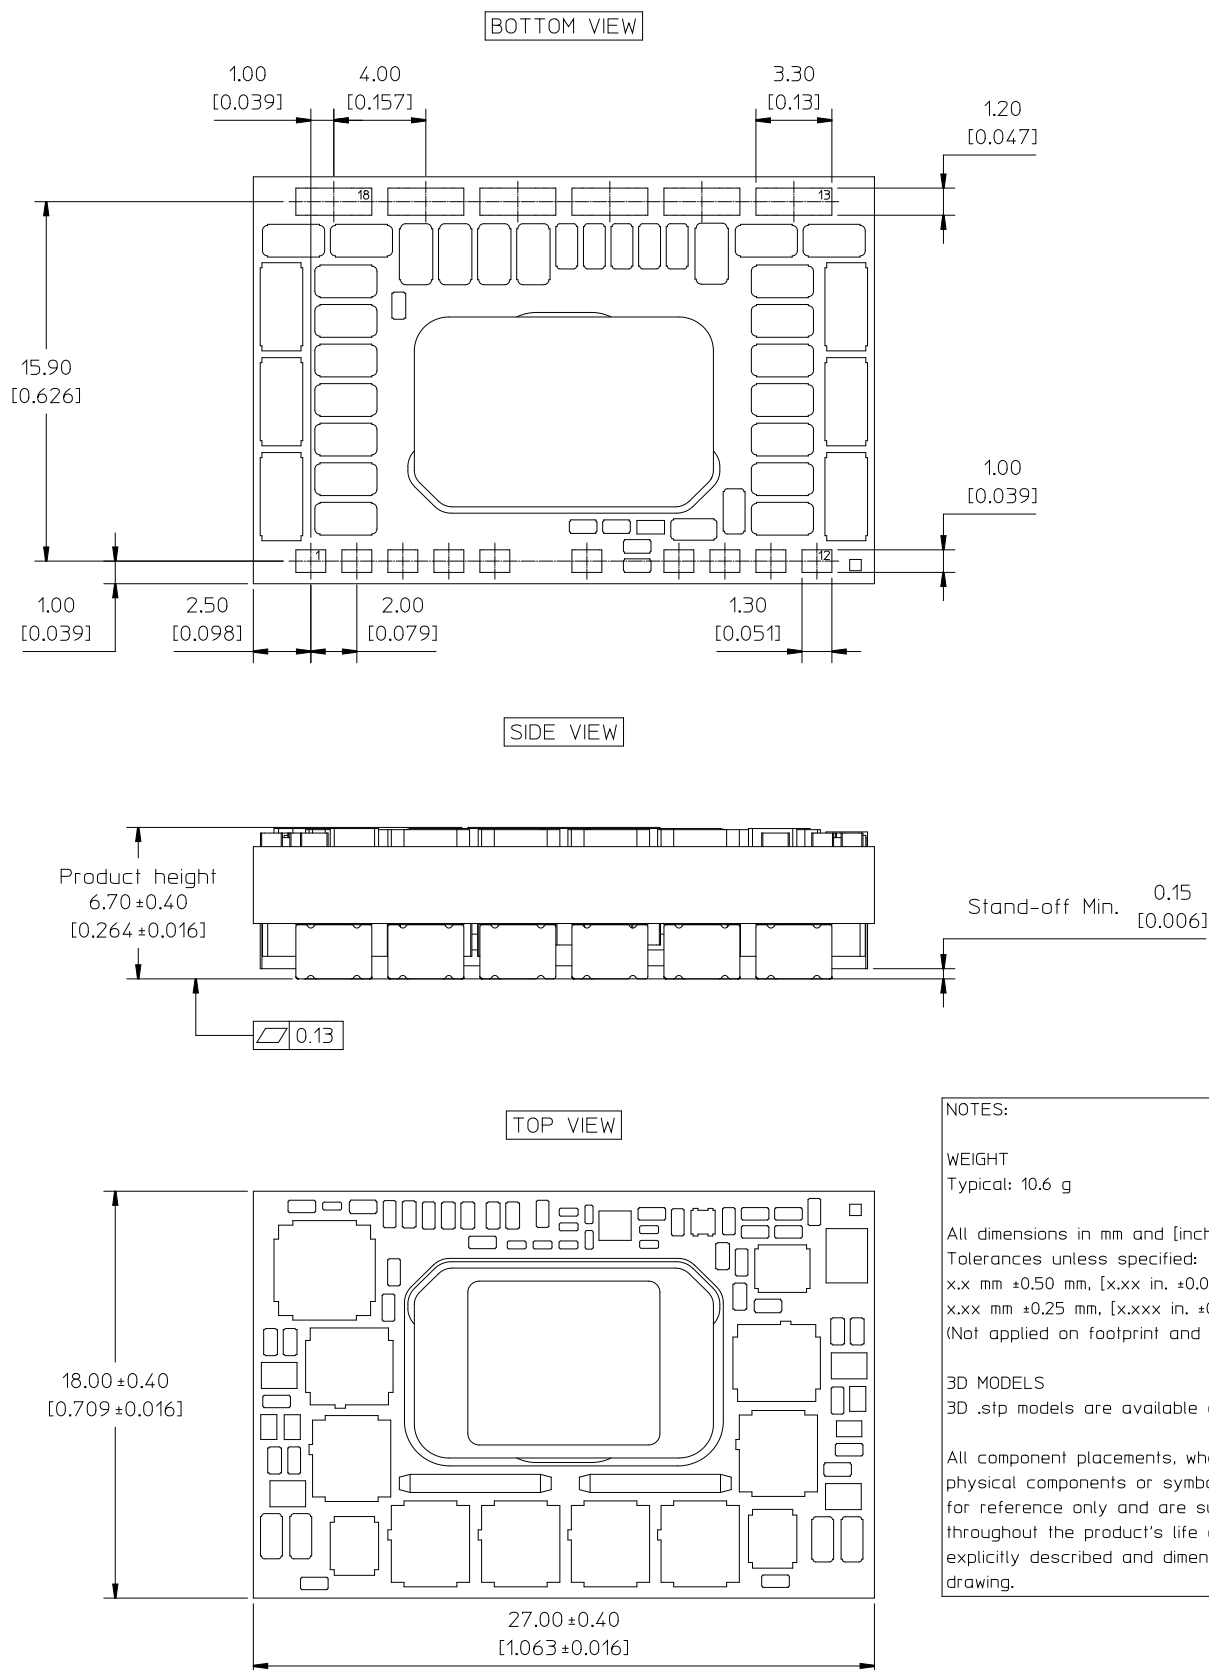 BOTTOM VIEW
1.00
[0.039]
4.00
[0.157]
3.30
[0.13]
1.20
[0.047]
18
13
15.90
[0.626]
1.00
[0.039]
1
12
1.00
[0.039]
2.50
[0.098]
2.00
[0.079]
1.30
[0.051]
SIDE VIEW
Product height
6.70 ±0.40
[0.264 ±0.016]
Stand-off Min.
0.15
[0.006]
0.13
TOP VIEW
18.00 ±0.40
[0.709 ±0.016]
27.00 ±0.40
[1.063 ±0.016]
NOTES:
WEIGHT
Typical: 10.6 g
All dimensions in mm and [inch
Tolerances unless specified:
x.x mm ±0.50 mm, [x.xx in. ±0.0
x.xx mm ±0.25 mm, [x.xxx in.
(Not applied on footprint and
3D MODELS
3D .stp models are available
All component placements,
physical components or
for reference only and are
throughout the product's life
explicitly described and
drawing.